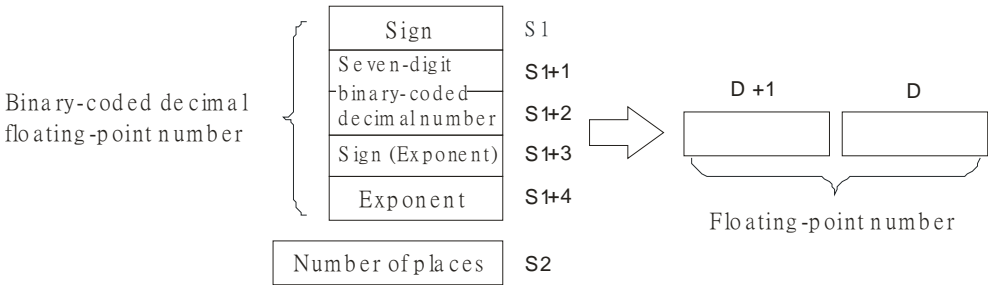 Sign S1
Seven-digit S1+1
binary-coded
decimal number S1+2
Sign (Exponent) S1+3
Exponent S1+4
Binary-coded decimal
floating-point number
D +1 D
Floating-point number
Number of places S2